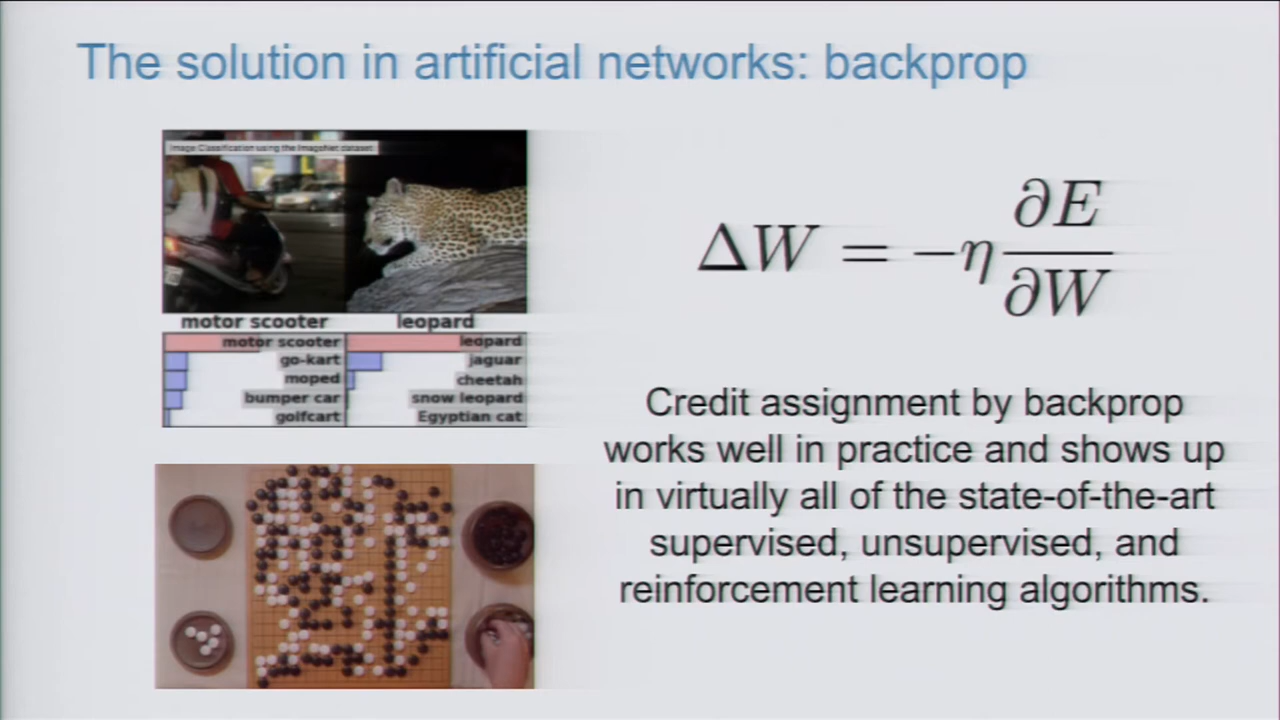 The solution in artificial networks: backprop
Image Classification using the ImageNet dataset:
motor scooter leopard
motor scooter leopard
go-kart jaguar
moped cheetah
bumper car snow leopard
golfcart Egyptian cat
ΔW = −η ∂E/∂W
Credit assignment by backprop
works well in practice and shows up
in virtually all of the state-of-the-art
supervised, unsupervised, and
reinforcement learning algorithms.